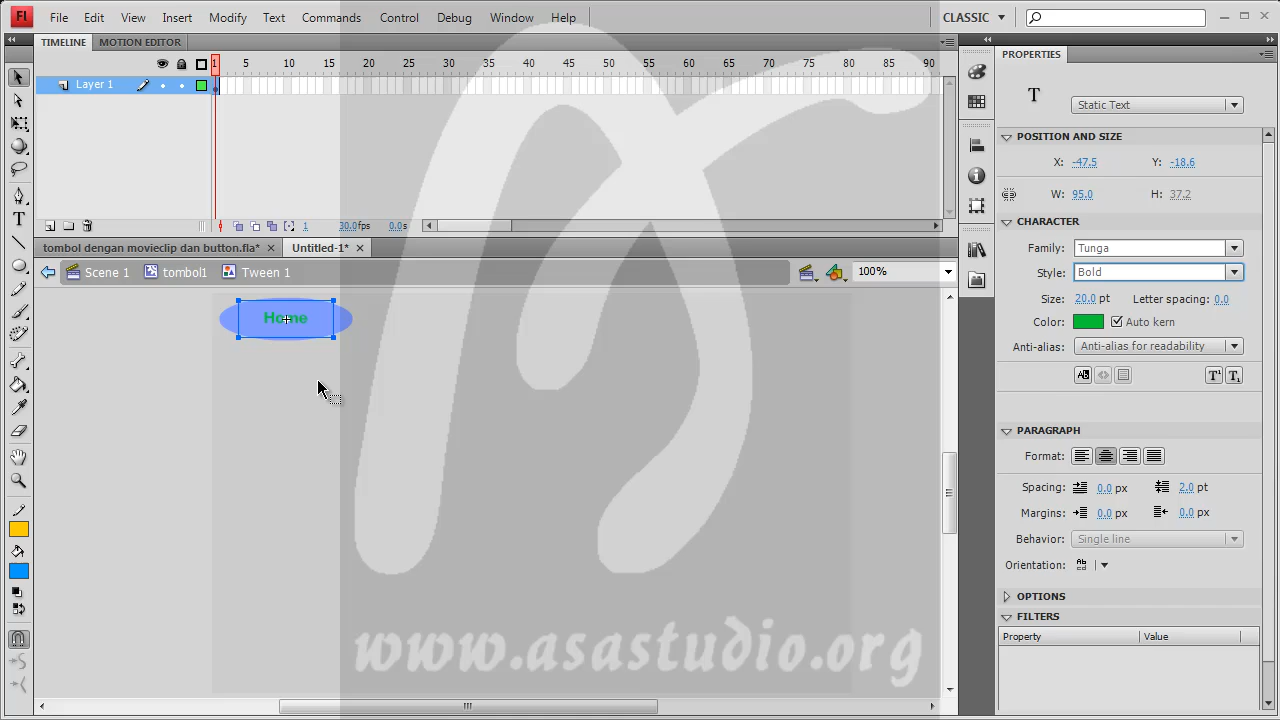 Fl File Edit View Insert Modify Text Commands Control Debug Window Help CLASSIC
TIMELINE MOTION EDITOR
PROPERTIES
1 5 10 15 20 25 30 35 40 45 50 55 60 65 70 75 80 85 90
Layer 1
T Static Text
POSITION AND SIZE
X: -47.5 Y: -18.6
W: 95.0 H: 37.2
1 30.0fps 0.0s
CHARACTER
tombol dengan movieclip dan button.fla* Untitled-1*
Family: Tunga
Scene 1 tombol1 Tween 1 100%
Style: Bold
Size: 20.0 pt Letter spacing: 0.0
Home
Color: Auto kern
Anti-alias: Anti-alias for readability
PARAGRAPH
Format:
Spacing: 0.0 px 2.0 pt
Margins: 0.0 px 0.0 px
Behavior: Single line
Orientation:
OPTIONS
FILTERS
Property Value
www.asastudio.org